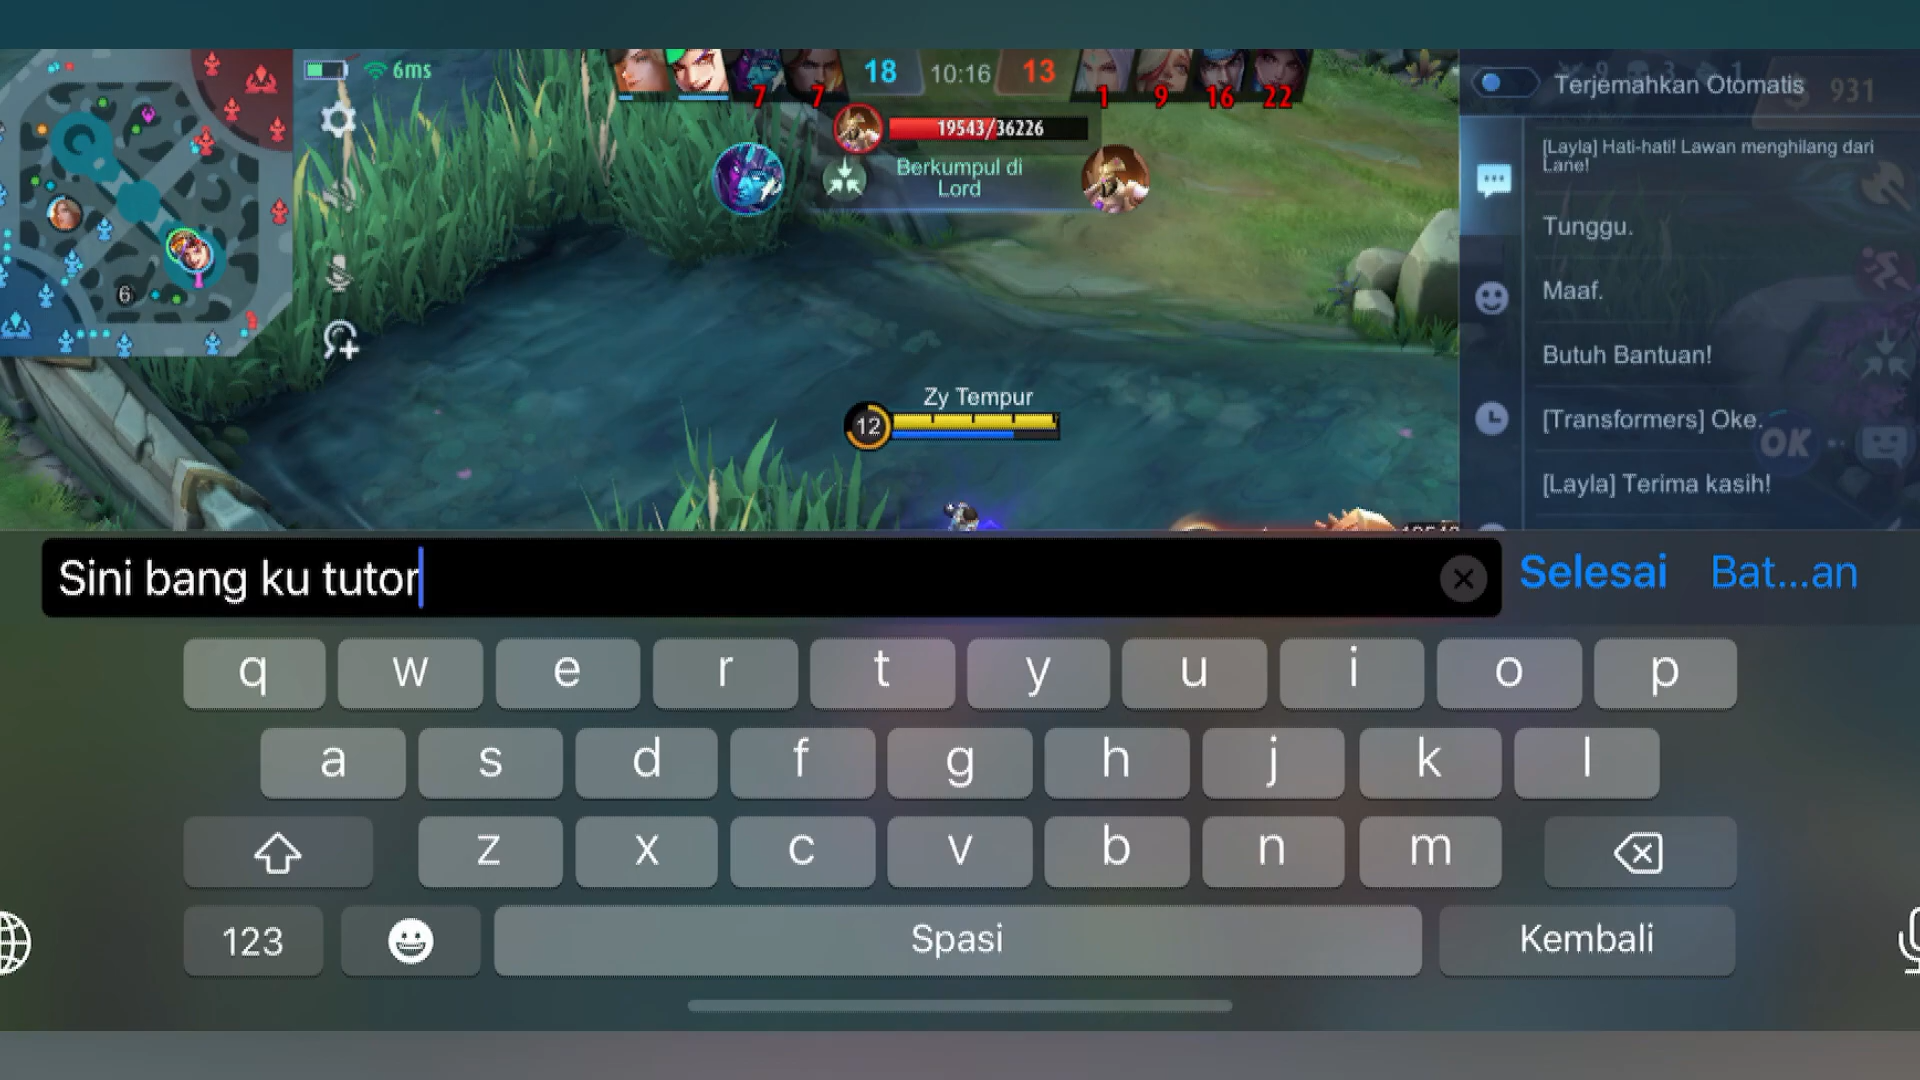 6ms
18
10:16
13
7
7
1
9
16
22
19543/36226
Berkumpul di
Lord
6
Zy Tempur
12
Terjemahkan Otomatis
931
[Layla] Hati-hati! Lawan menghilang dari
Lane!
Tunggu.
Maaf.
Butuh Bantuan!
[Transformers] Oke.
OK
[Layla] Terima kasih!
Sini bang ku tutor
Selesai
Bat...an
q w e r t y u i o p
a s d f g h j k l
z x c v b n m
123
Spasi
Kembali